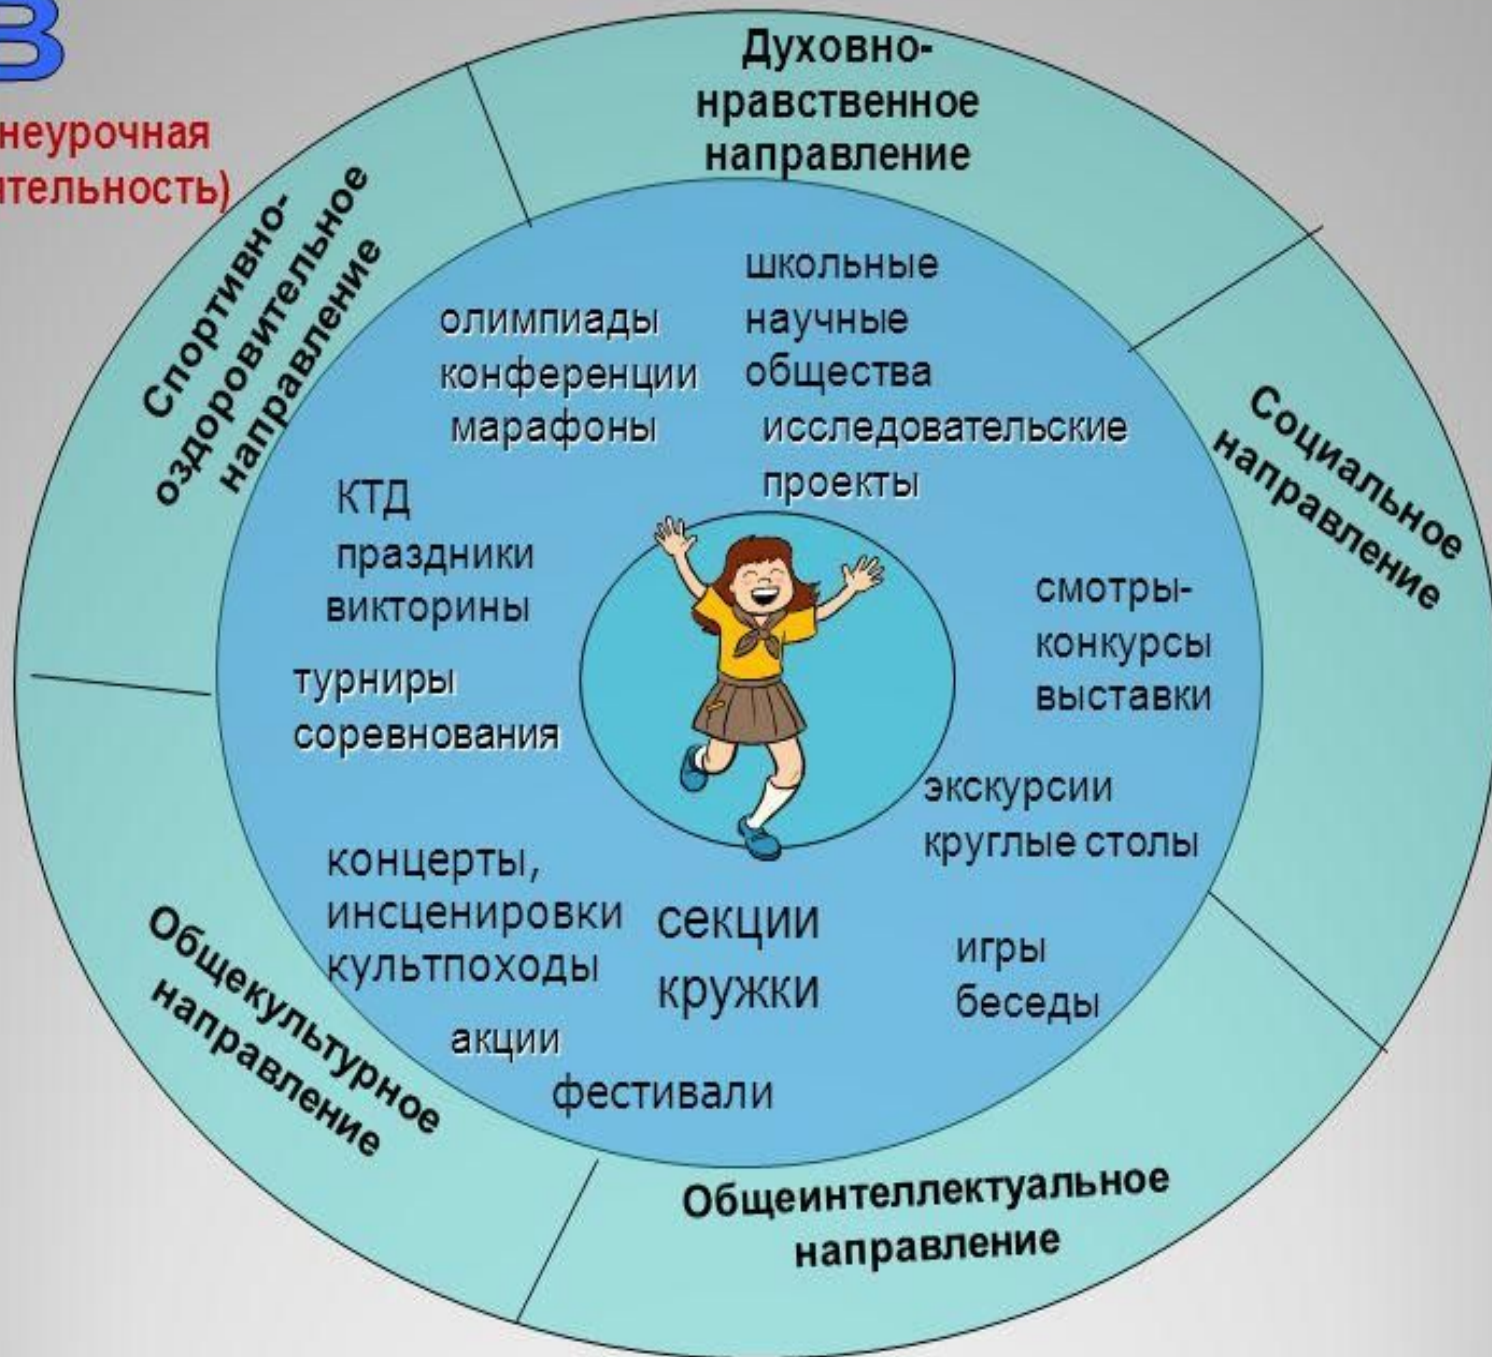 В
неурочная
ительность)
Духовно-
нравственное
направление
Спортивно-
оздоровительное
направление
Социальное
направление
школьные
научные
общества
исследовательские
проекты
олимпиады
конференции
марафоны
КТД
праздники
викторины
турниры
соревнования
смотры-
конкурсы
выставки
экскурсии
круглые столы
концерты,
инсценировки
культпоходы
секции
кружки
игры
беседы
акции
фестивали
Общекультурное
направление
Общеинтеллектуальное
направление